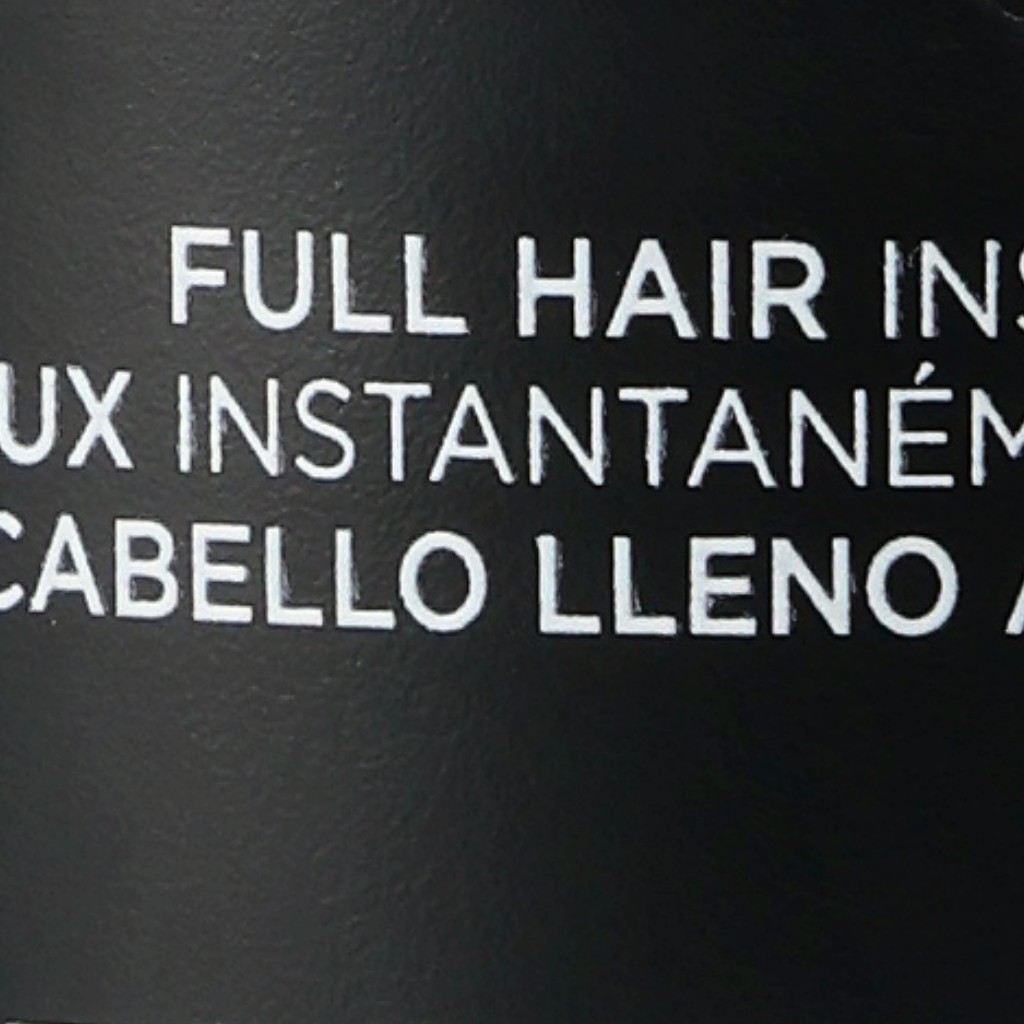 FULL HAIR INS
UX INSTANTANÉM
CABELLO LLENO A